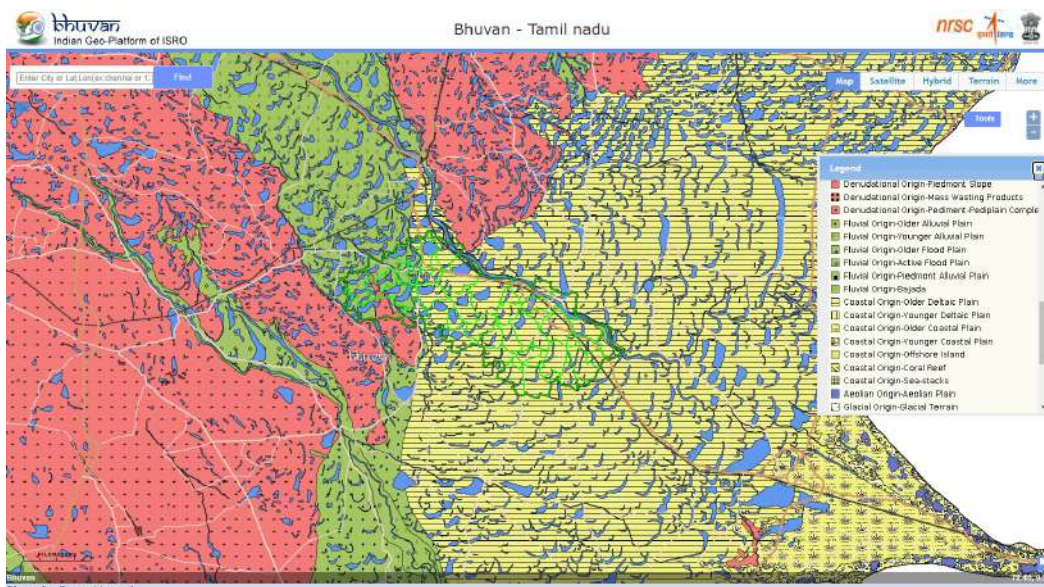 bhuvan
Indian Geo-Platform of ISRO
Bhuvan - Tamil nadu
nrsc
Find
Map Satellite Hybrid Terrain More
Tools
+
-
Legend
Denudational Origin-Piedmont Slope
Denudational Origin-Mass Wasting Products
Denudational Origin-Pediment-Pediplain Comple
Fluvial Origin-Older Alluvial Plain
Fluvial Origin-Younger Alluvial Plain
Fluvial Origin-Older Flood Plain
Fluvial Origin-Active Flood Plain
Fluvial Origin-Piedmont Alluvial Plain
Fluvial Origin-Bajada
Coastal Origin-Older Deltaic Plain
Coastal Origin-Younger Deltaic Plain
Coastal Origin-Older Coastal Plain
Coastal Origin-Younger Coastal Plain
Coastal Origin-Offshore Island
Coastal Origin-Coral Reef
Coastal Origin-Sea-stacks
Aeolian Origin-Aeolian Plain
Glacial Origin-Glacial Terrain
bhuvan
Bhuvan